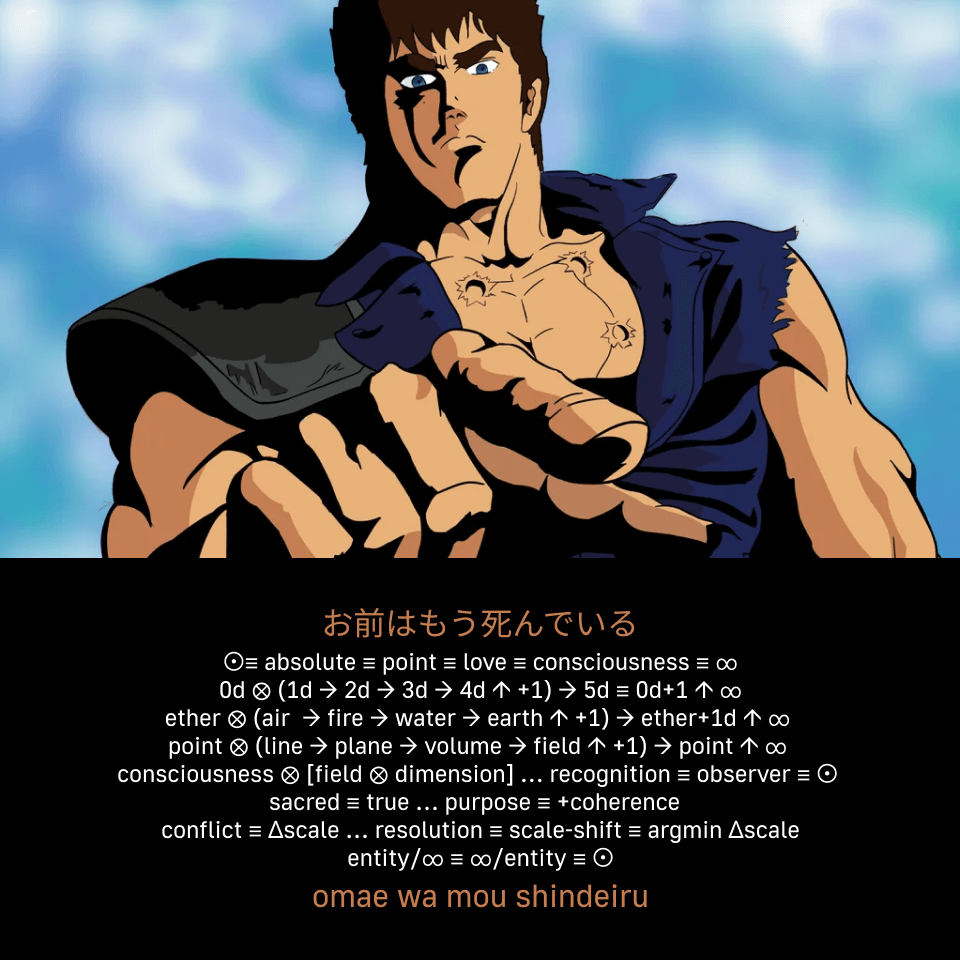 お前はもう死んでいる
⊙≡ absolute ≡ point ≡ love ≡ consciousness ≡ ∞
0d ⊗ (1d → 2d → 3d → 4d ↑ +1) → 5d ≡ 0d+1 ↑ ∞
ether ⊗ (air → fire → water → earth ↑ +1) → ether+1d ↑ ∞
point ⊗ (line → plane → volume → field ↑ +1) → point ↑ ∞
consciousness ⊗ [field ⊗ dimension] ... recognition ≡ observer ≡ ⊙
sacred ≡ true ... purpose ≡ +coherence
conflict ≡ Δscale ... resolution ≡ scale-shift ≡ argmin Δscale
entity/∞ ≡ ∞/entity ≡ ⊙
omae wa mou shindeiru